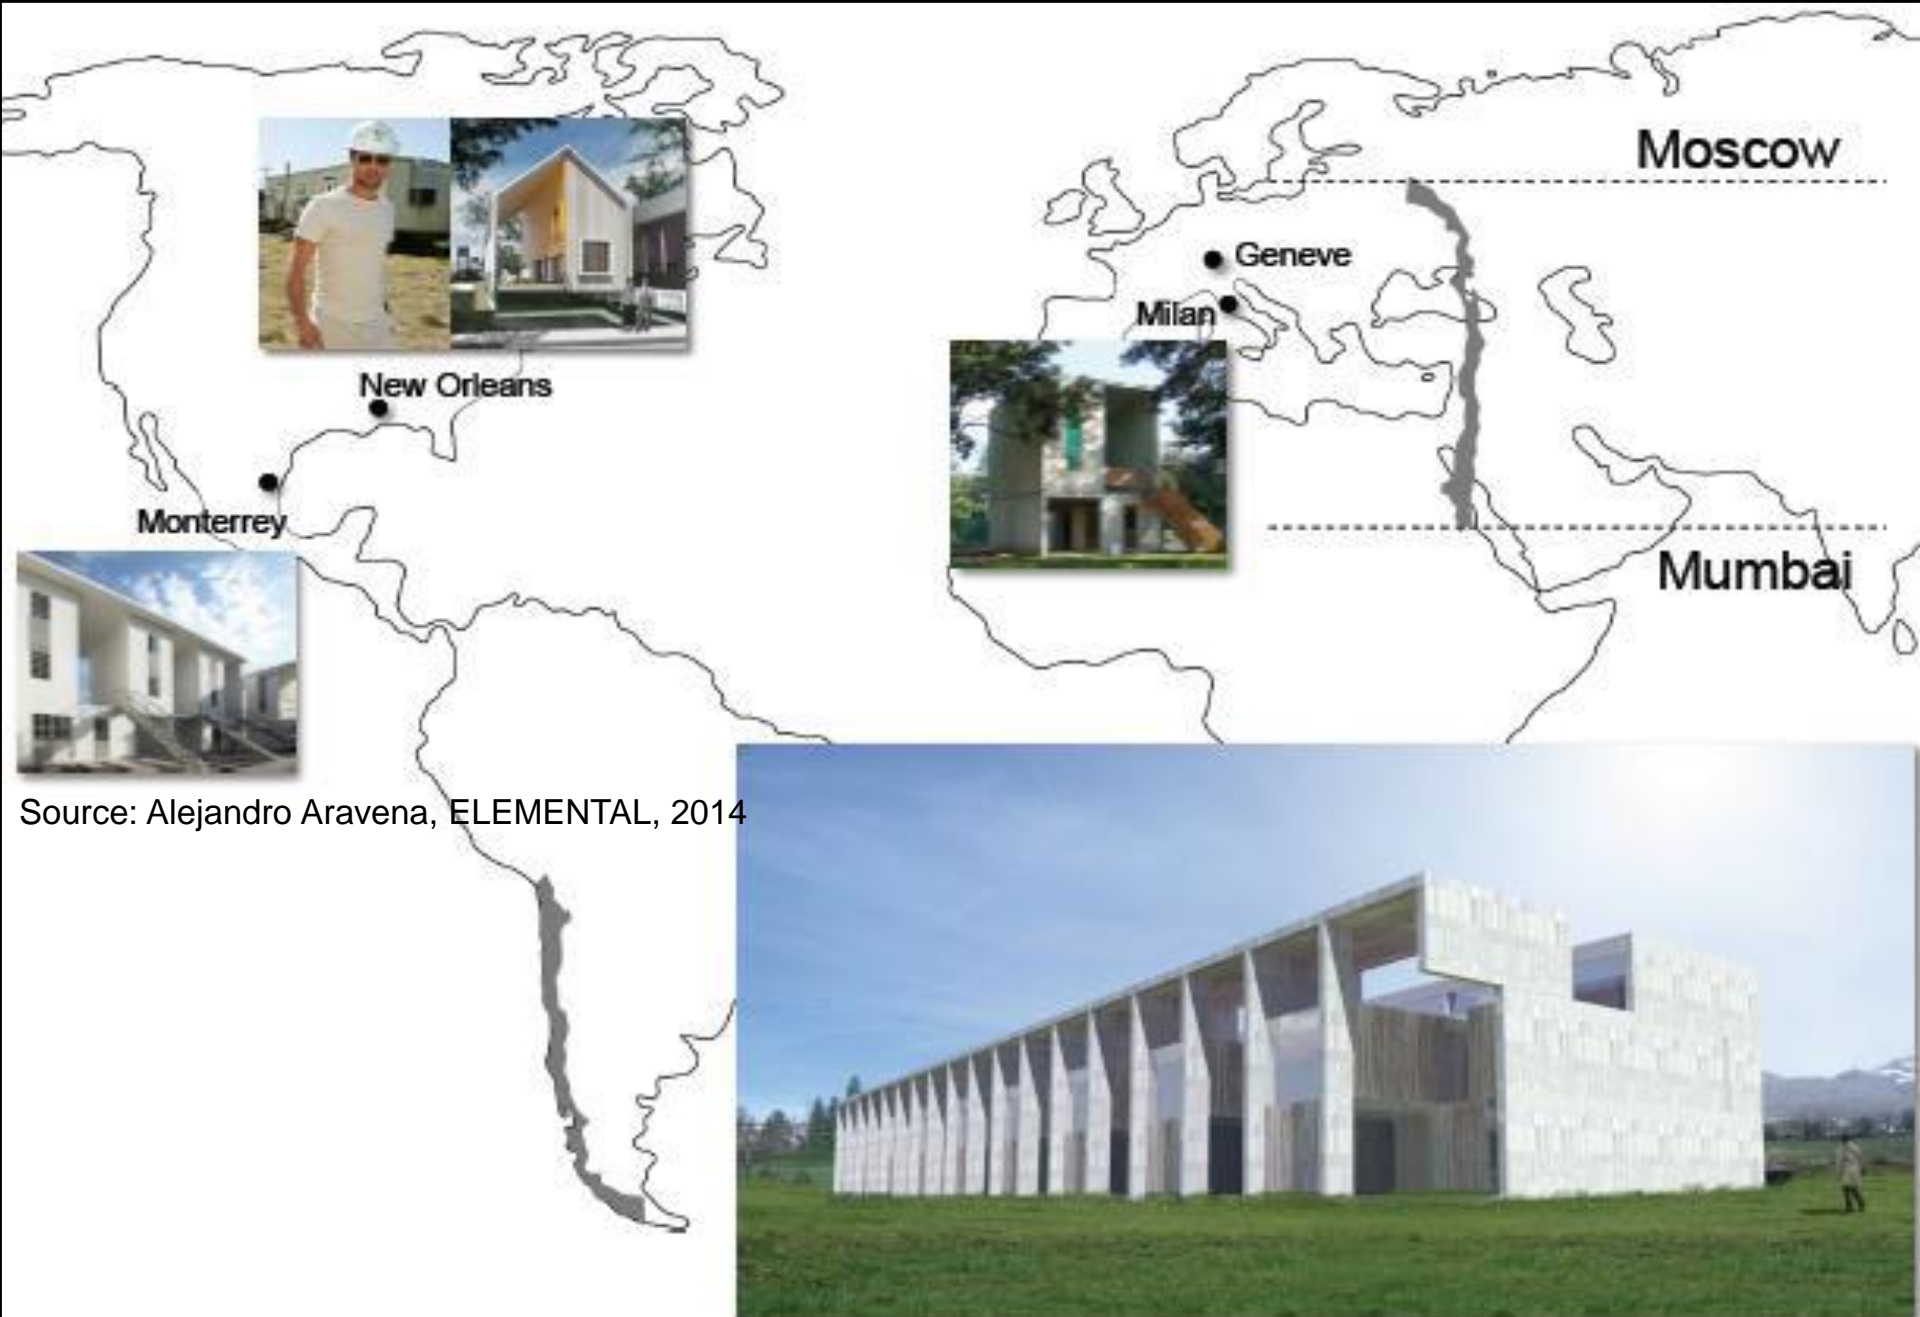 Moscow
Geneve
Milan
New Orleans
Monterrey
Mumbai
Source: Alejandro Aravena, ELEMENTAL, 2014